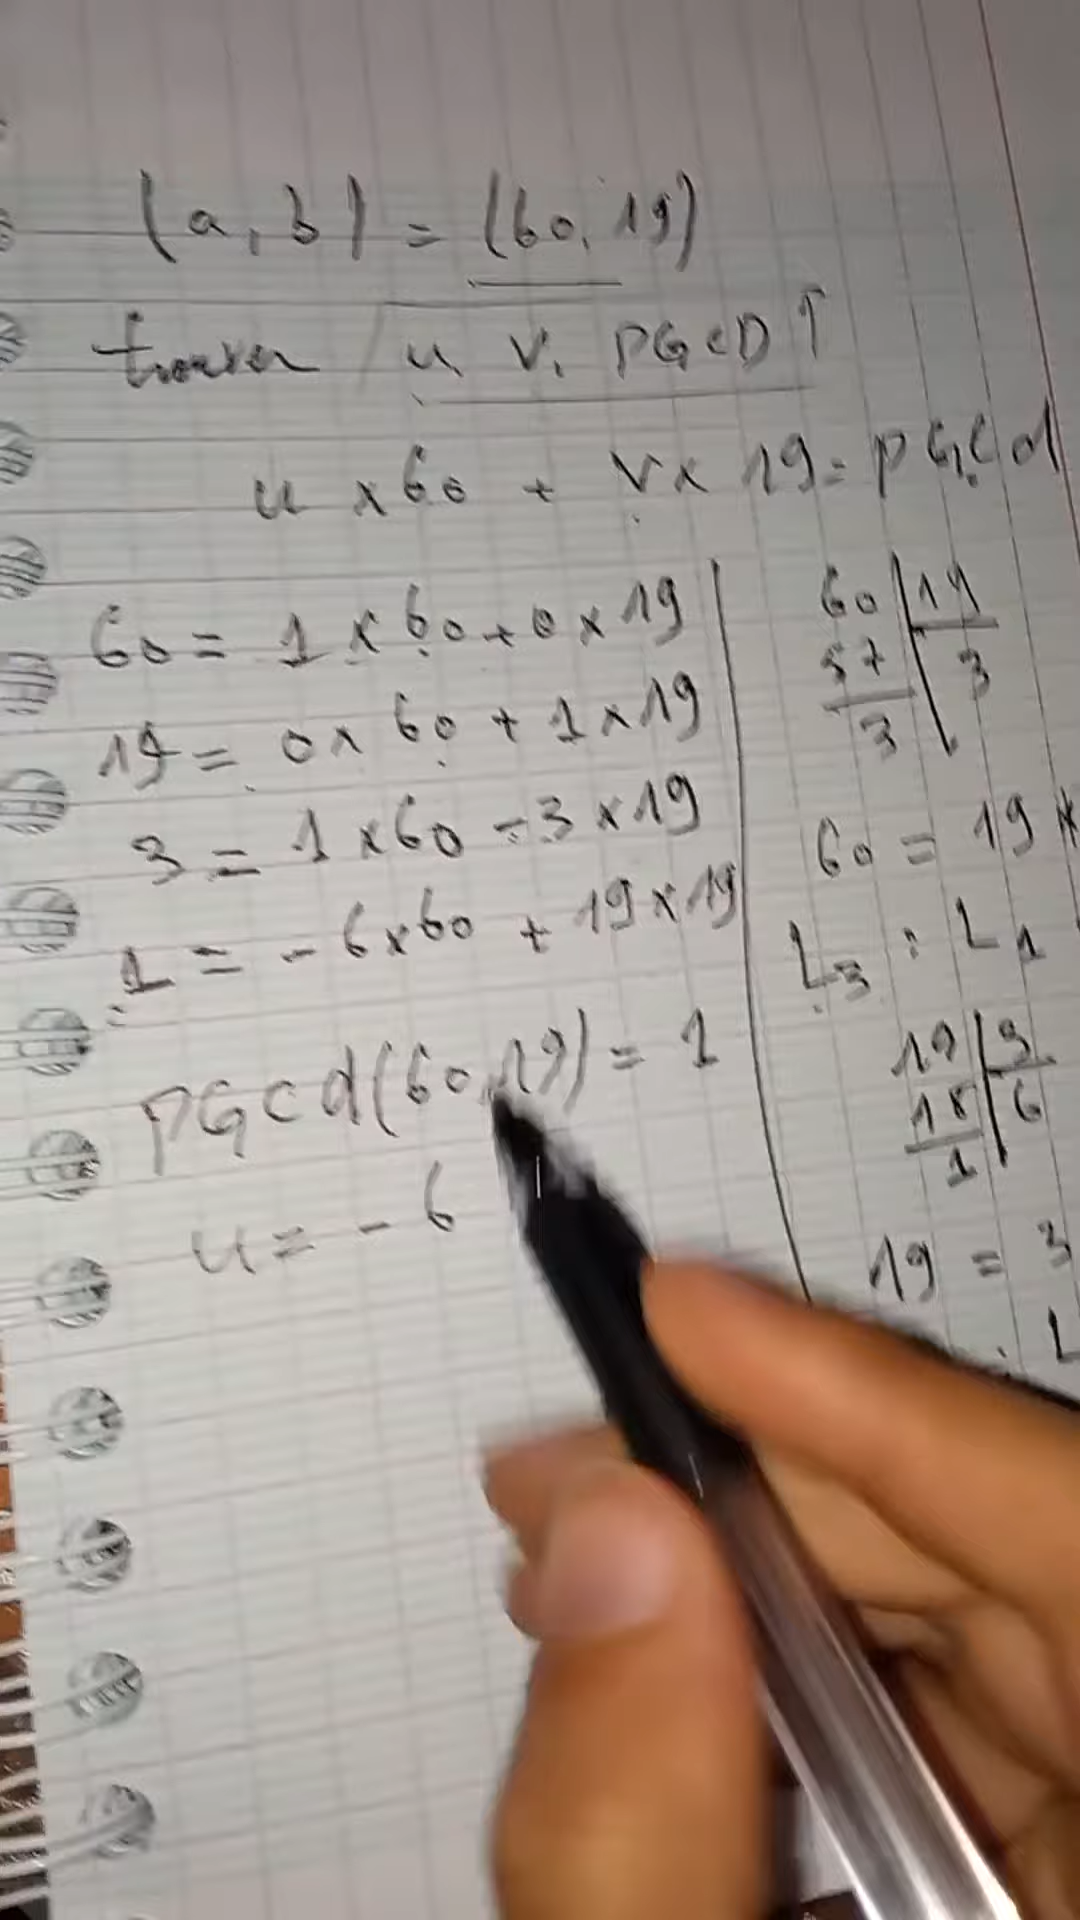 (a, b) = (60, 19)
trouver / u, v, PGCD ↑
u x 60 + v x 19 = PGCd
60 = 1 x 60 + 0 x 19
19 = 0 x 60 + 1 x 19
3 = 1 x 60 - 3 x 19
1 = - 6 x 60 + 19 x 19
PGCd(60,19) = 1
u = - 6
60 | 19
57 | 3
3
60 = 19 *
L3 : L1
19 | 3
18 | 6
1
19 = 3
L